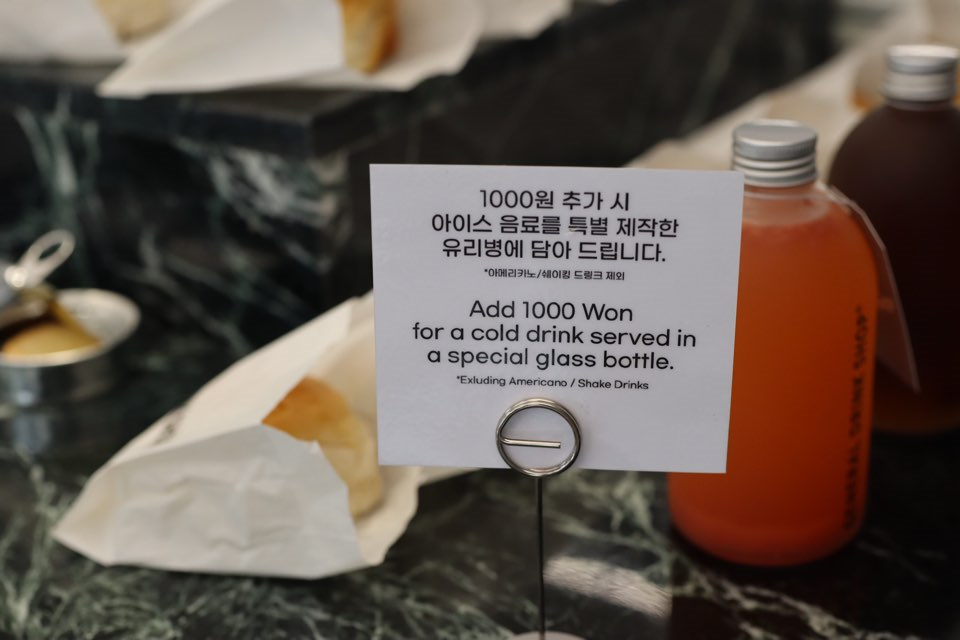 1000원 추가 시
아이스 음료를 특별 제작한
유리병에 담아 드립니다.
*아메리카노/쉐이킹 드링크 제외
Add 1000 Won
for a cold drink served in
a special glass bottle.
*Exluding Americano / Shake Drinks
DRINK SHOP"